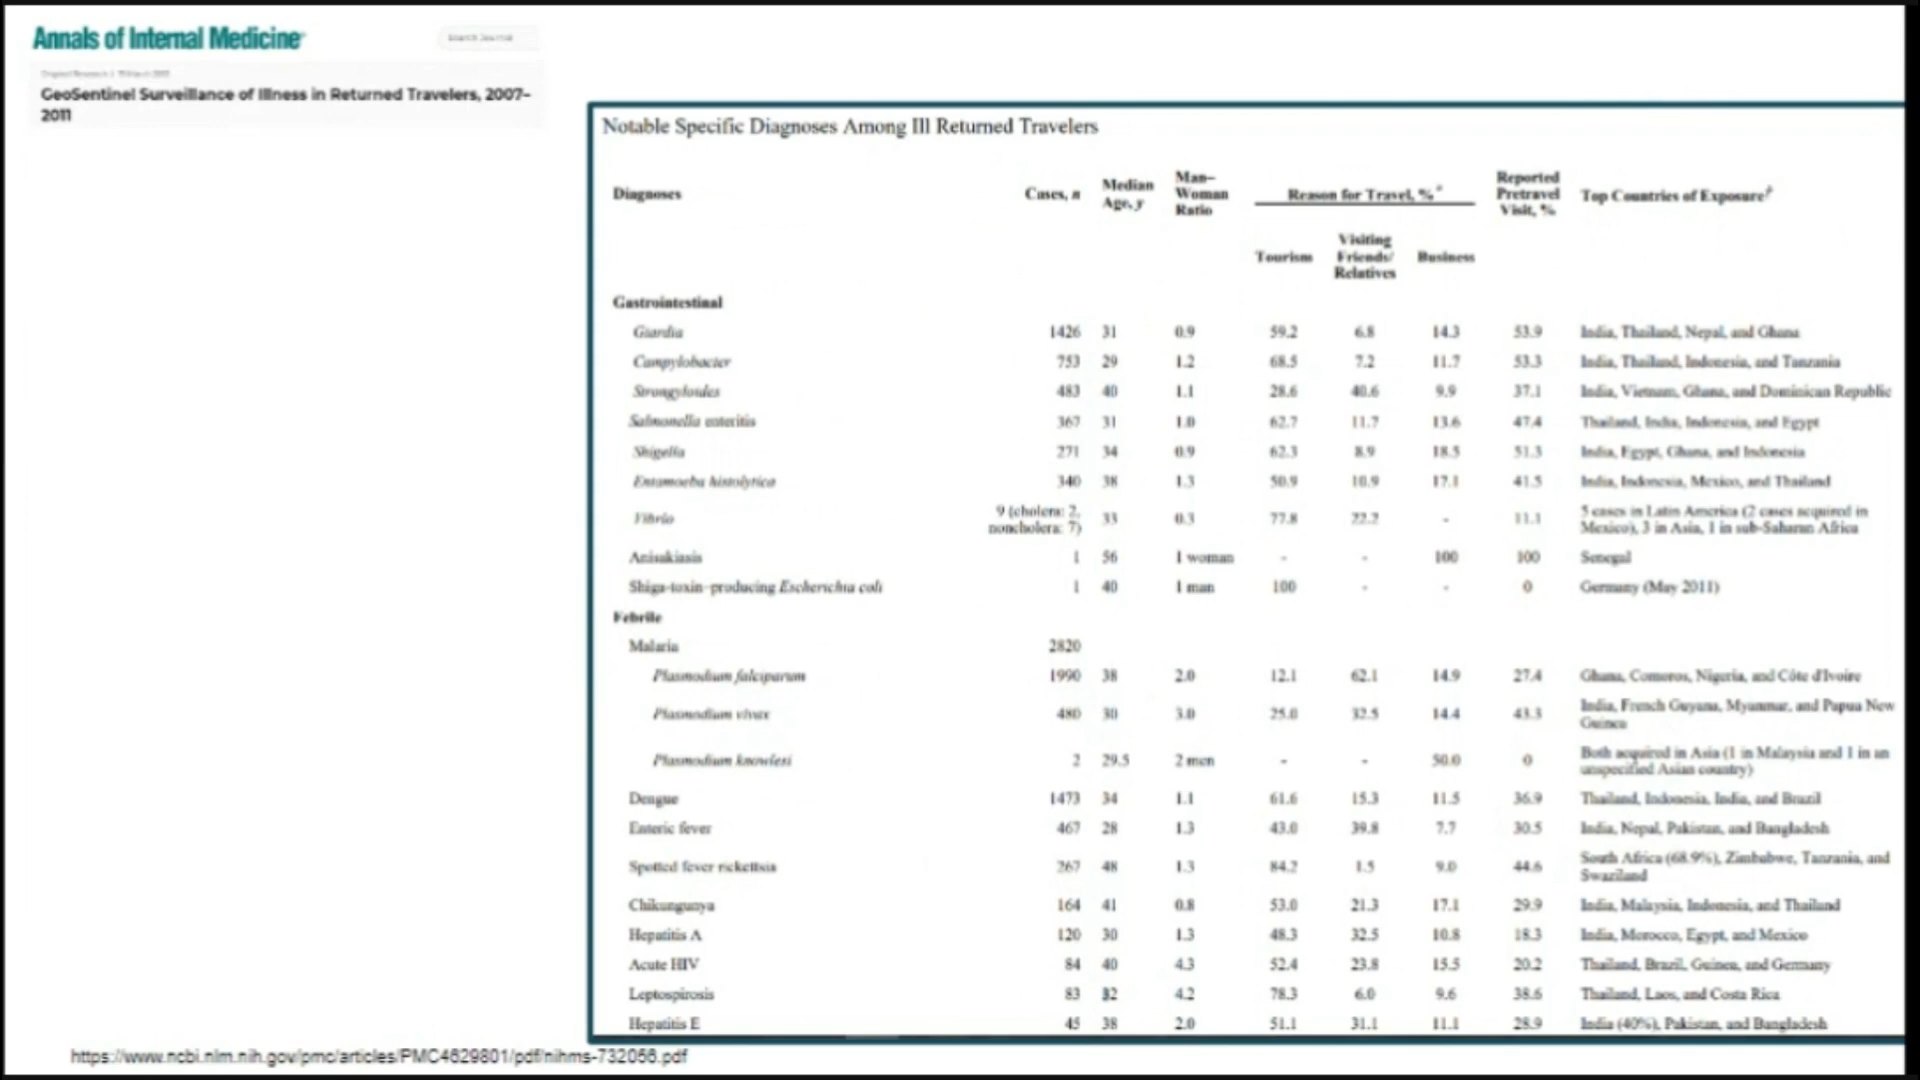 Annals of Internal Medicine
Search Journal
GeoSentinel Surveillance of Illness in Returned Travelers, 2007–
2011
Notable Specific Diagnoses Among Ill Returned Travelers
Diagnoses Cases, n Median Age, y Man–Woman Ratio Reason for Travel, % Reported Pretravel Visit, % Top Countries of Exposure
Tourism Visiting Friends/ Relatives Business
Gastrointestinal
Giardia 1426 31 0.9 59.2 6.8 14.3 53.9 India, Thailand, Nepal, and Ghana
Campylobacter 753 29 1.2 68.5 7.2 11.7 53.3 India, Thailand, Indonesia, and Tanzania
Strongyloides 483 40 1.1 28.6 40.6 9.9 37.1 India, Vietnam, Ghana, and Dominican Republic
Salmonella enteritis 367 31 1.0 62.7 11.7 13.6 47.4 Thailand, India, Indonesia, and Egypt
Shigella 271 34 0.9 62.3 8.9 18.5 51.3 India, Egypt, Ghana, and Indonesia
Entamoeba histolytica 340 38 1.3 50.9 10.9 17.1 41.5 India, Indonesia, Mexico, and Thailand
Vibrio 9 (cholera: 2, noncholera: 7) 33 0.3 77.8 22.2 - 11.1 5 cases in Latin America (2 cases acquired in Mexico), 3 in Asia, 1 in sub-Saharan Africa
Anisakiasis 1 56 1 woman - - 100 100 Senegal
Shiga-toxin–producing Escherichia coli 1 40 1 man 100 - - 0 Germany (May 2011)
Febrile
Malaria 2820
Plasmodium falciparum 1990 38 2.0 12.1 62.1 14.9 27.4 Ghana, Comoros, Nigeria, and Côte d'Ivoire
Plasmodium vivax 480 30 3.0 25.0 32.5 14.4 43.3 India, French Guyana, Myanmar, and Papua New Guinea
Plasmodium knowlesi 2 29.5 2 men - - 50.0 0 Both acquired in Asia (1 in Malaysia and 1 in an unspecified Asian country)
Dengue 1473 34 1.1 61.6 15.3 11.5 36.9 Thailand, Indonesia, India, and Brazil
Enteric fever 467 28 1.3 43.0 39.8 7.7 30.5 India, Nepal, Pakistan, and Bangladesh
Spotted fever rickettsia 267 48 1.3 84.2 1.5 9.0 44.6 South Africa (68.9%), Zimbabwe, Tanzania, and Swaziland
Chikungunya 164 41 0.8 53.0 21.3 17.1 29.9 India, Malaysia, Indonesia, and Thailand
Hepatitis A 120 30 1.3 48.3 32.5 10.8 18.3 India, Morocco, Egypt, and Mexico
Acute HIV 84 40 4.3 52.4 23.8 15.5 20.2 Thailand, Brazil, Guinea, and Germany
Leptospirosis 83 32 4.2 78.3 6.0 9.6 38.6 Thailand, Laos, and Costa Rica
Hepatitis E 45 38 2.0 51.1 31.1 11.1 28.9 India (40%), Pakistan, and Bangladesh
https://www.ncbi.nlm.nih.gov/pmc/articles/PMC4629801/pdf/nihms-732056.pdf